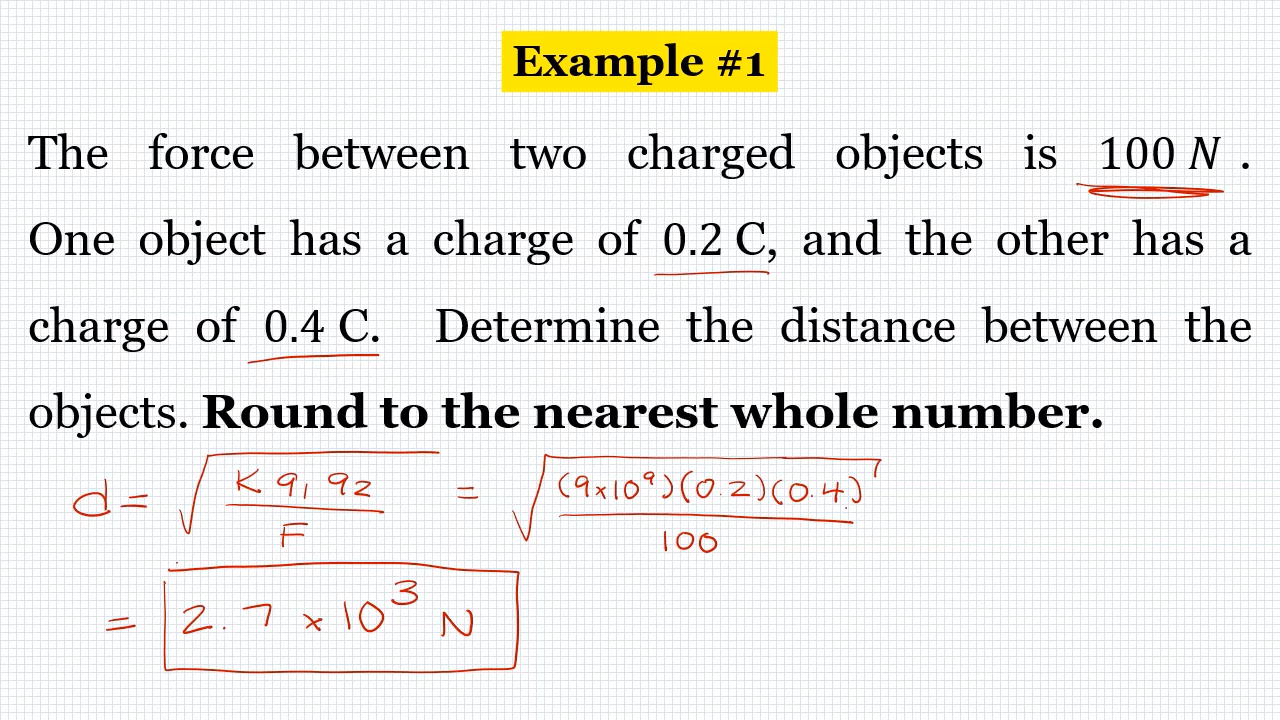 Example #1
The force between two charged objects is 100 N .
One object has a charge of 0.2 C, and the other has a
charge of 0.4 C. Determine the distance between the
objects. Round to the nearest whole number.
d = √(K q1 q2 / F) = √((9x10⁹)(0.2)(0.4) / 100)
= 2.7 x 10³ N